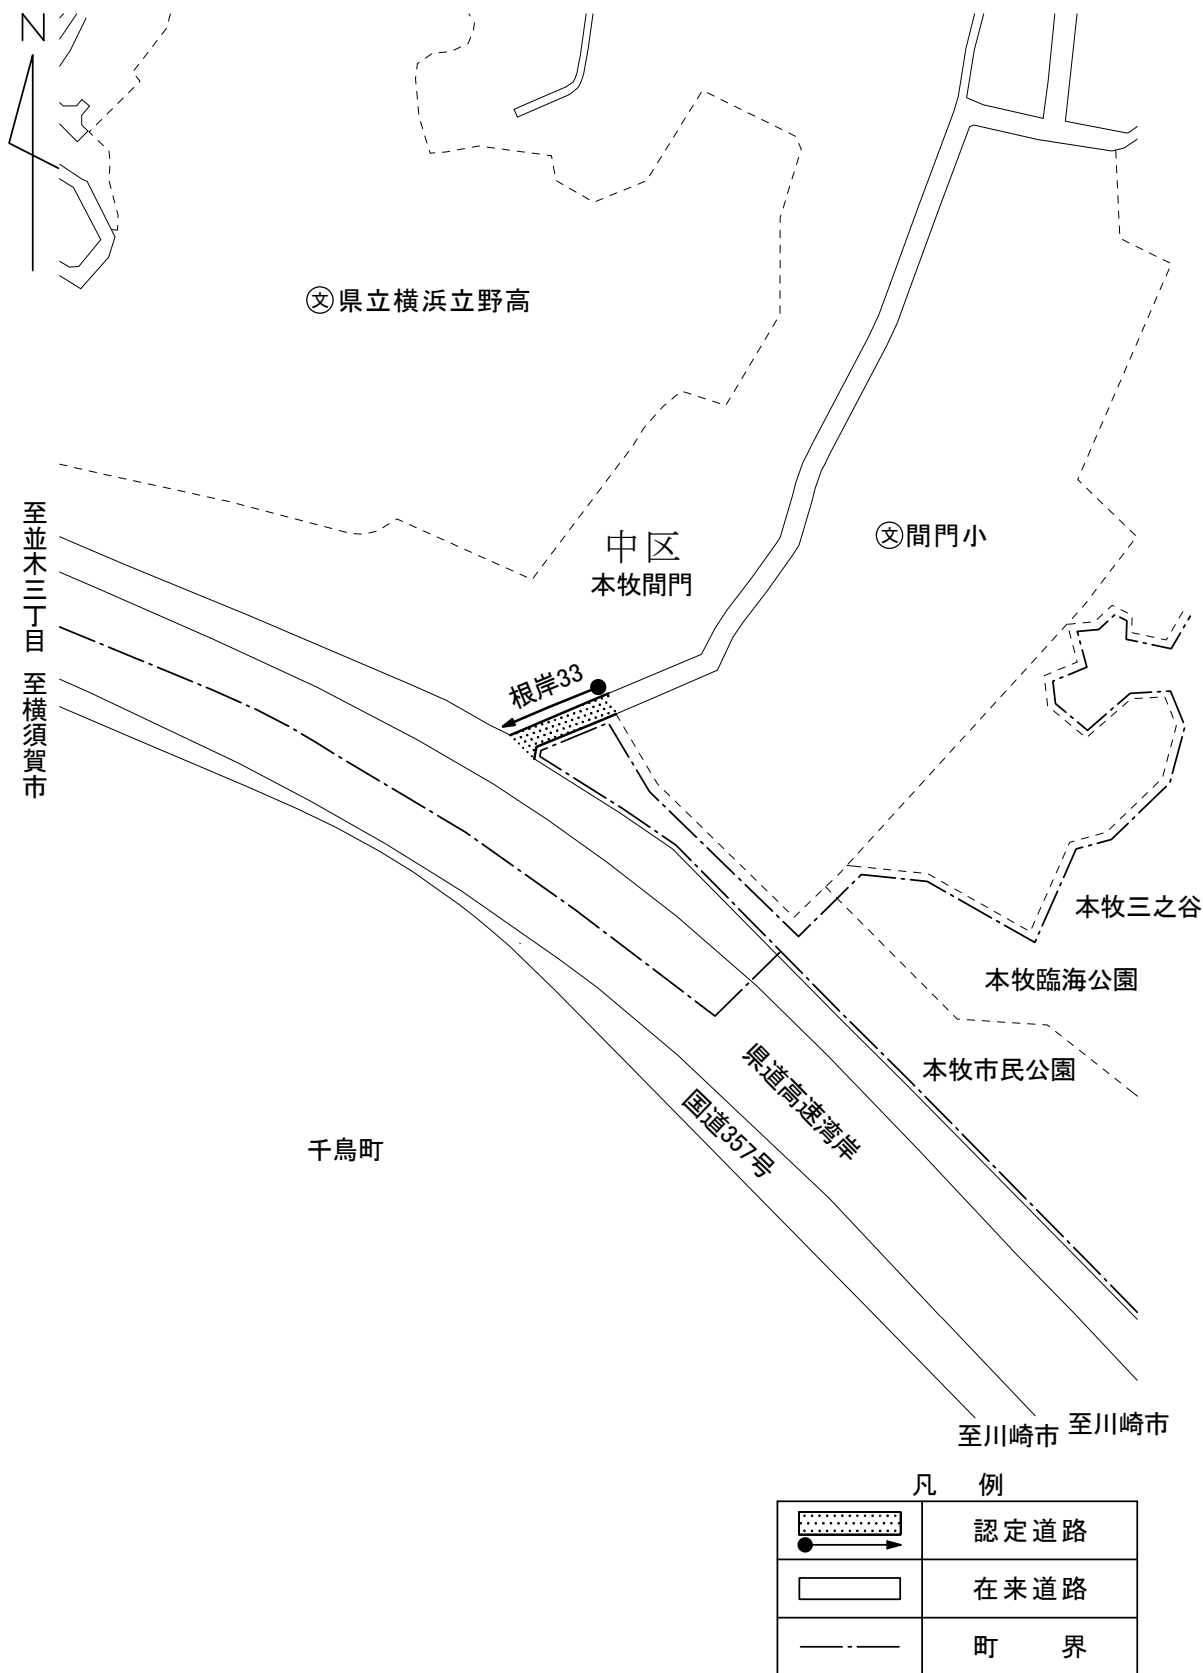 N
㊫県立横浜立野高
㊫間門小
中区
本牧間門
至並木三丁目
至横須賀市
根岸33
本牧三之谷
本牧臨海公園
本牧市民公園
県道高速湾岸
国道357号
千鳥町
至川崎市
至川崎市
凡 例
認定道路
在来道路
町 界